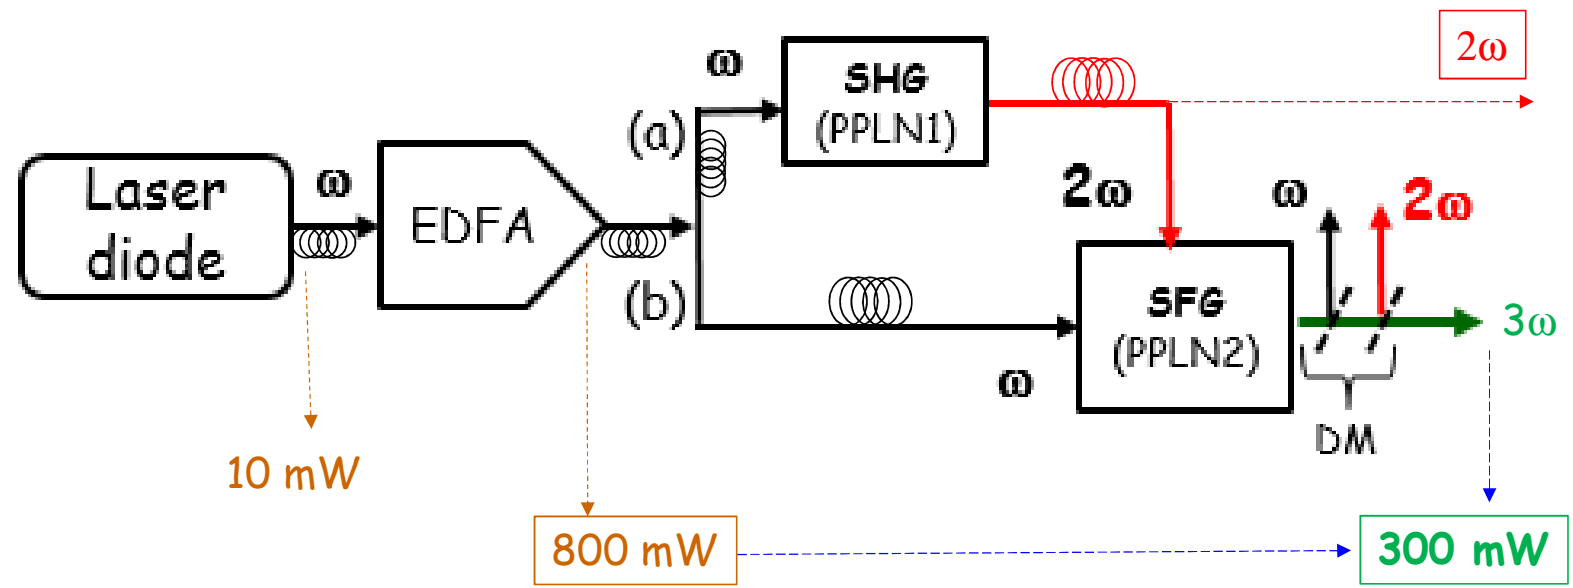 2ω
ω
SHG
(PPLN1)
(a)
Laser
diode
ω
EDFA
2ω
ω
2ω
(b)
SFG
(PPLN2)
3ω
ω
DM
10 mW
800 mW
300 mW